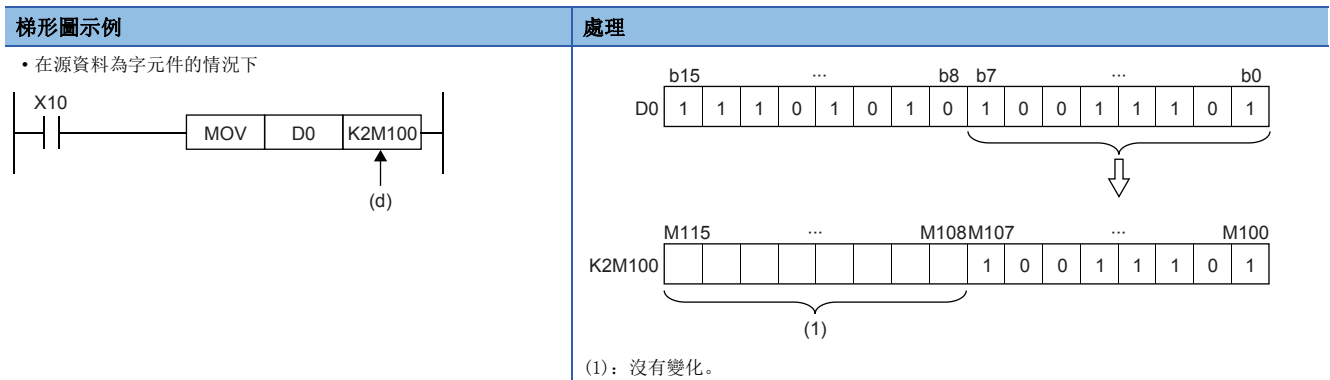 梯形圖示例
處理
•在源資料為字元件的情況下
X10
MOV D0 K2M100
(d)
b15 ... b8 b7 ... b0
D0 1 1 1 0 1 0 1 0 1 0 0 1 1 1 0 1
M115 ... M108 M107 ... M100
K2M100 1 0 0 1 1 1 0 1
(1)
(1): 沒有變化。